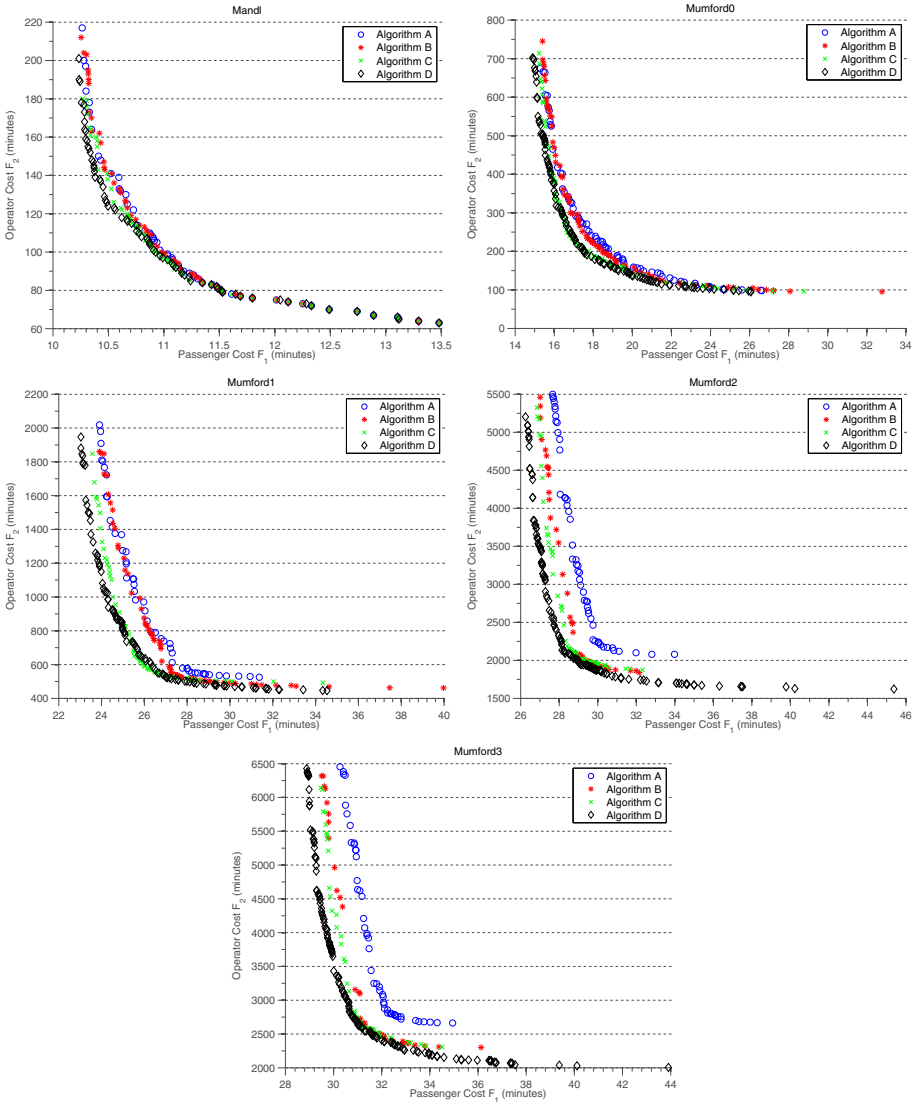 Mandl
Operator Cost F2 (minutes)
220
200
180
160
140
120
100
80
60
Algorithm A
Algorithm B
Algorithm C
Algorithm D
10 10.5 11 11.5 12 12.5 13 13.5
Passenger Cost F1 (minutes)
Mumford0
Operator Cost F2 (minutes)
800
700
600
500
400
300
200
100
0
Algorithm A
Algorithm B
Algorithm C
Algorithm D
14 16 18 20 22 24 26 28 30 32 34
Passenger Cost F1 (minutes)
Mumford1
Operator Cost F2 (minutes)
2200
2000
1800
1600
1400
1200
1000
800
600
400
Algorithm A
Algorithm B
Algorithm C
Algorithm D
22 24 26 28 30 32 34 36 38 40
Passenger Cost F1 (minutes)
Mumford2
Operator Cost F2 (minutes)
5500
5000
4500
4000
3500
3000
2500
2000
1500
Algorithm A
Algorithm B
Algorithm C
Algorithm D
26 28 30 32 34 36 38 40 42 44 46
Passenger Cost F1 (minutes)
Mumford3
Operator Cost F2 (minutes)
6500
6000
5500
5000
4500
4000
3500
3000
2500
2000
Algorithm A
Algorithm B
Algorithm C
Algorithm D
28 30 32 34 36 38 40 42 44
Passenger Cost F1 (minutes)